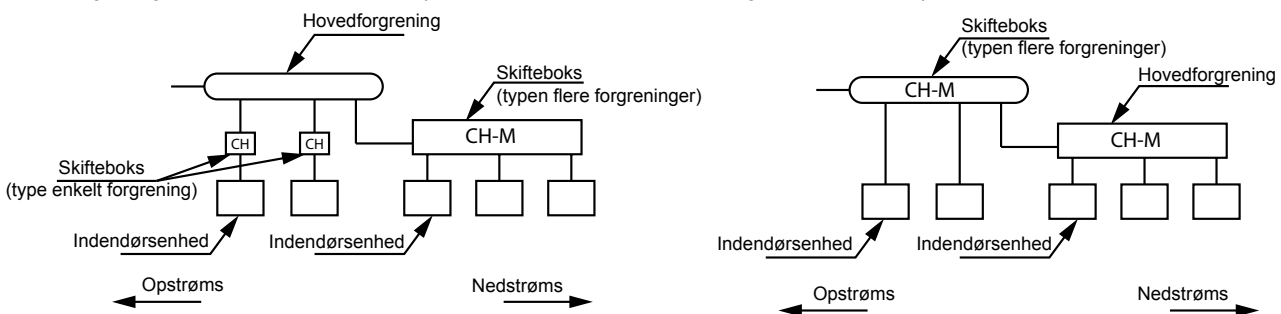 Hovedforgrening
Skifteboks
(typen flere forgreninger)
CH
CH
CH-M
Skifteboks
(type enkelt forgrening)
Indendørsenhed
Indendørsenhed
Opstrøms
Nedstrøms
Skifteboks
(typen flere forgreninger)
CH-M
Hovedforgrening
CH-M
Indendørsenhed
Indendørsenhed
Opstrøms
Nedstrøms